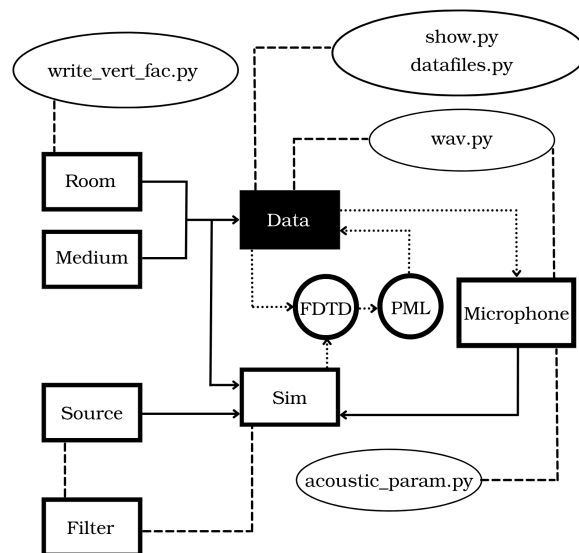 show.py
datafiles.py
write_vert_fac.py
wav.py
Room
Data
Medium
FDTD
PML
Microphone
Sim
Source
acoustic_param.py
Filter